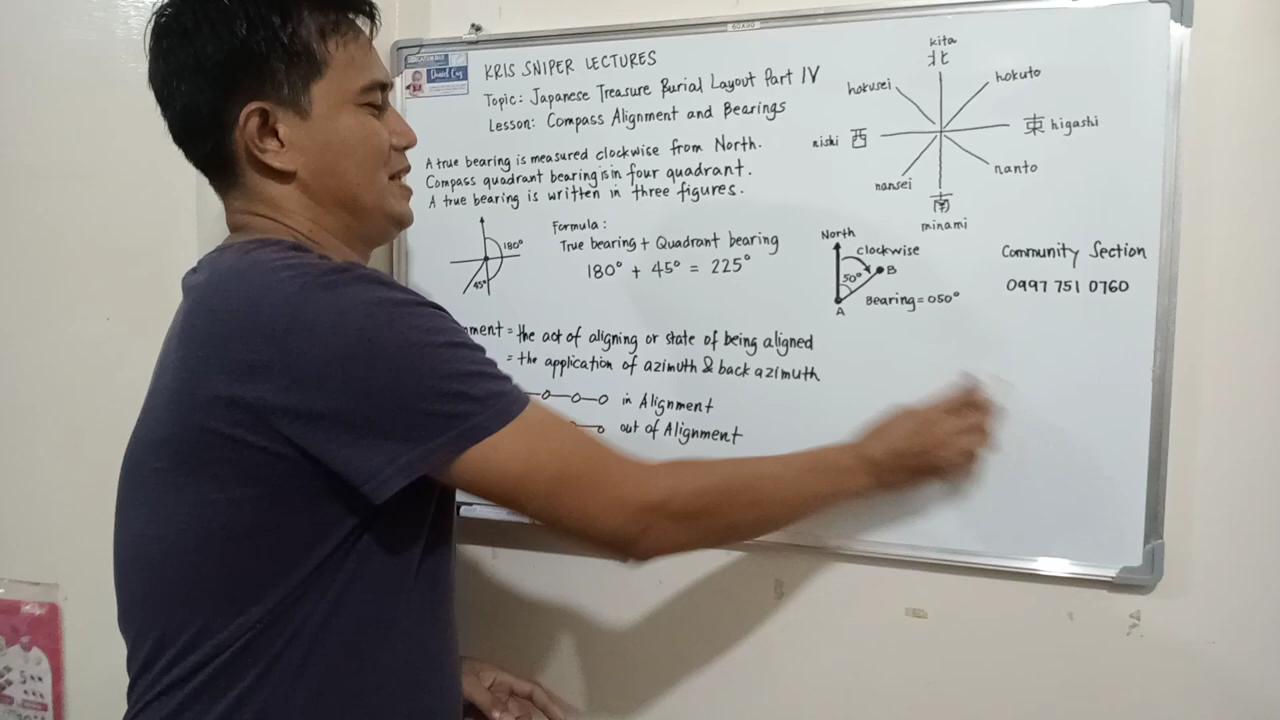 60X90
KRIS SNIPER LECTURES
Topic: Japanese Treasure Burial Layout Part IV
Lesson: Compass Alignment and Bearings
A true bearing is measured clockwise from North.
Compass quadrant bearing is in four quadrant.
A true bearing is written in three figures.
180°
45°
Formula:
True bearing + Quadrant bearing
180° + 45° = 225°
nment = the act of aligning or state of being aligned
= the application of azimuth & back azimuth
in Alignment
out of Alignment
kita
北
hokusei
hokuto
nishi 西
東 higashi
nansei
nanto
南
minami
North
clockwise
50°
B
A
Bearing = 050°
Community Section
0997 751 0760